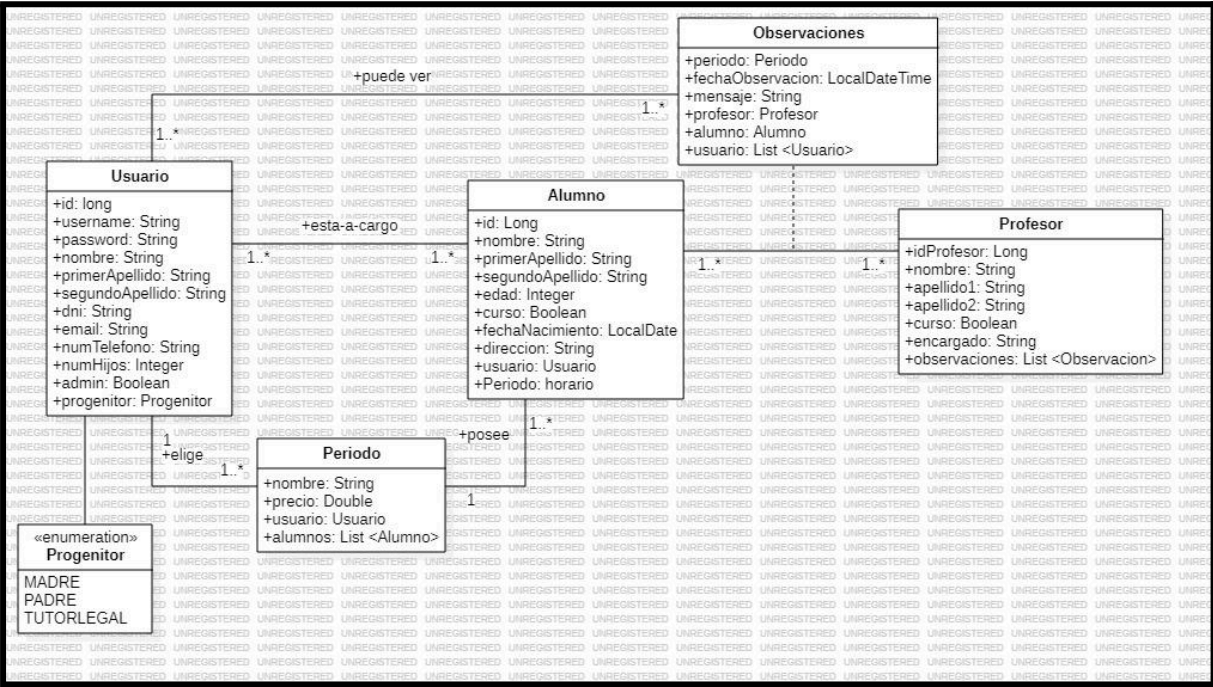 Observaciones
+periodo: Periodo
+fechaObservacion: LocalDateTime
+mensaje: String
+profesor: Profesor
+alumno: Alumno
+usuario: List <Usuario>
+puede ver
1..*
1..*
Usuario
+id: long
+username: String
+password: String
+nombre: String
+primerApellido: String
+segundoApellido: String
+dni: String
+email: String
+numTelefono: String
+numHijos: Integer
+admin: Boolean
+progenitor: Progenitor
+esta-a-cargo
1..*
1..*
Alumno
+id: Long
+nombre: String
+primerApellido: String
+segundoApellido: String
+edad: Integer
+curso: Boolean
+fechaNacimiento: LocalDate
+direccion: String
+usuario: Usuario
+Periodo: horario
1..*
1..*
Profesor
+idProfesor: Long
+nombre: String
+apellido1: String
+apellido2: String
+curso: Boolean
+encargado: String
+observaciones: List <Observacion>
1
+elige
1..*
Periodo
+nombre: String
+precio: Double
+usuario: Usuario
+alumnos: List <Alumno>
+posee
1..*
1
«enumeration»
Progenitor
MADRE
PADRE
TUTORLEGAL
UNREGISTERED